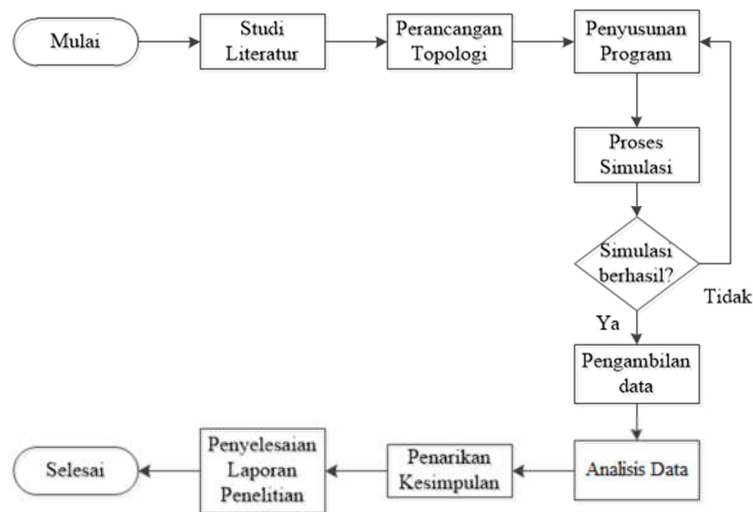 Mulai
Studi
Literatur
Perancangan
Topologi
Penyusunan
Program
Proses
Simulasi
Simulasi
berhasil?
Tidak
Ya
Pengambilan
data
Analisis Data
Penarikan
Kesimpulan
Penyelesaian
Laporan
Penelitian
Selesai